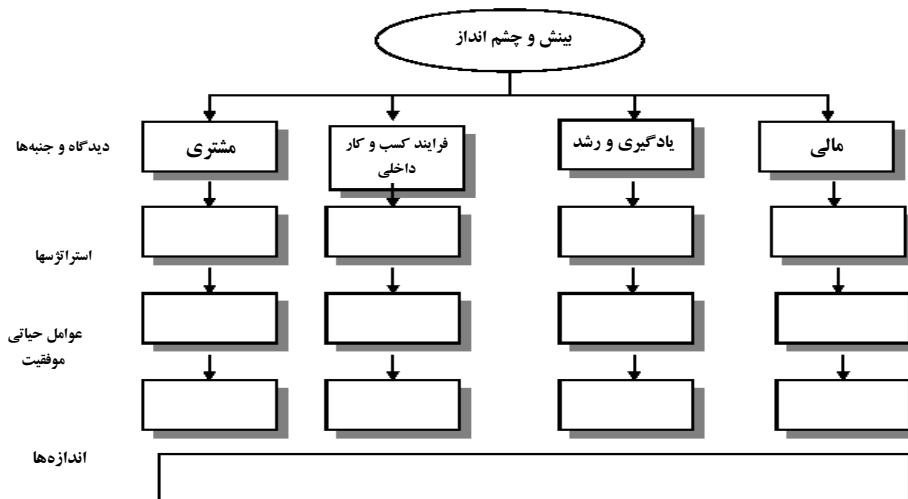 بینش و چشم انداز
دیدگاه و جنبه‌ها
مالی
یادگیری و رشد
فرایند کسب و کار
داخلی
مشتری
استراتژسها
عوامل حیاتی
موفقیت
اندازه‌ها